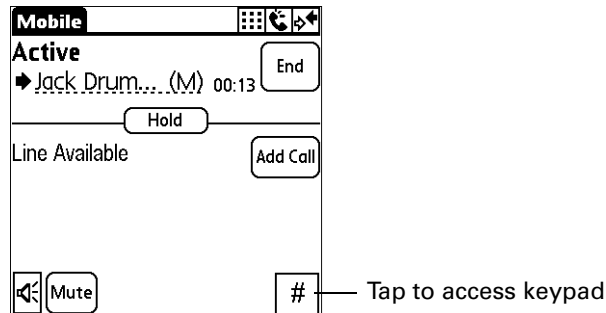 Mobile
Active
Jack Drum... (M) 00:13
End
Hold
Line Available
Add Call
Mute
#
Tap to access keypad